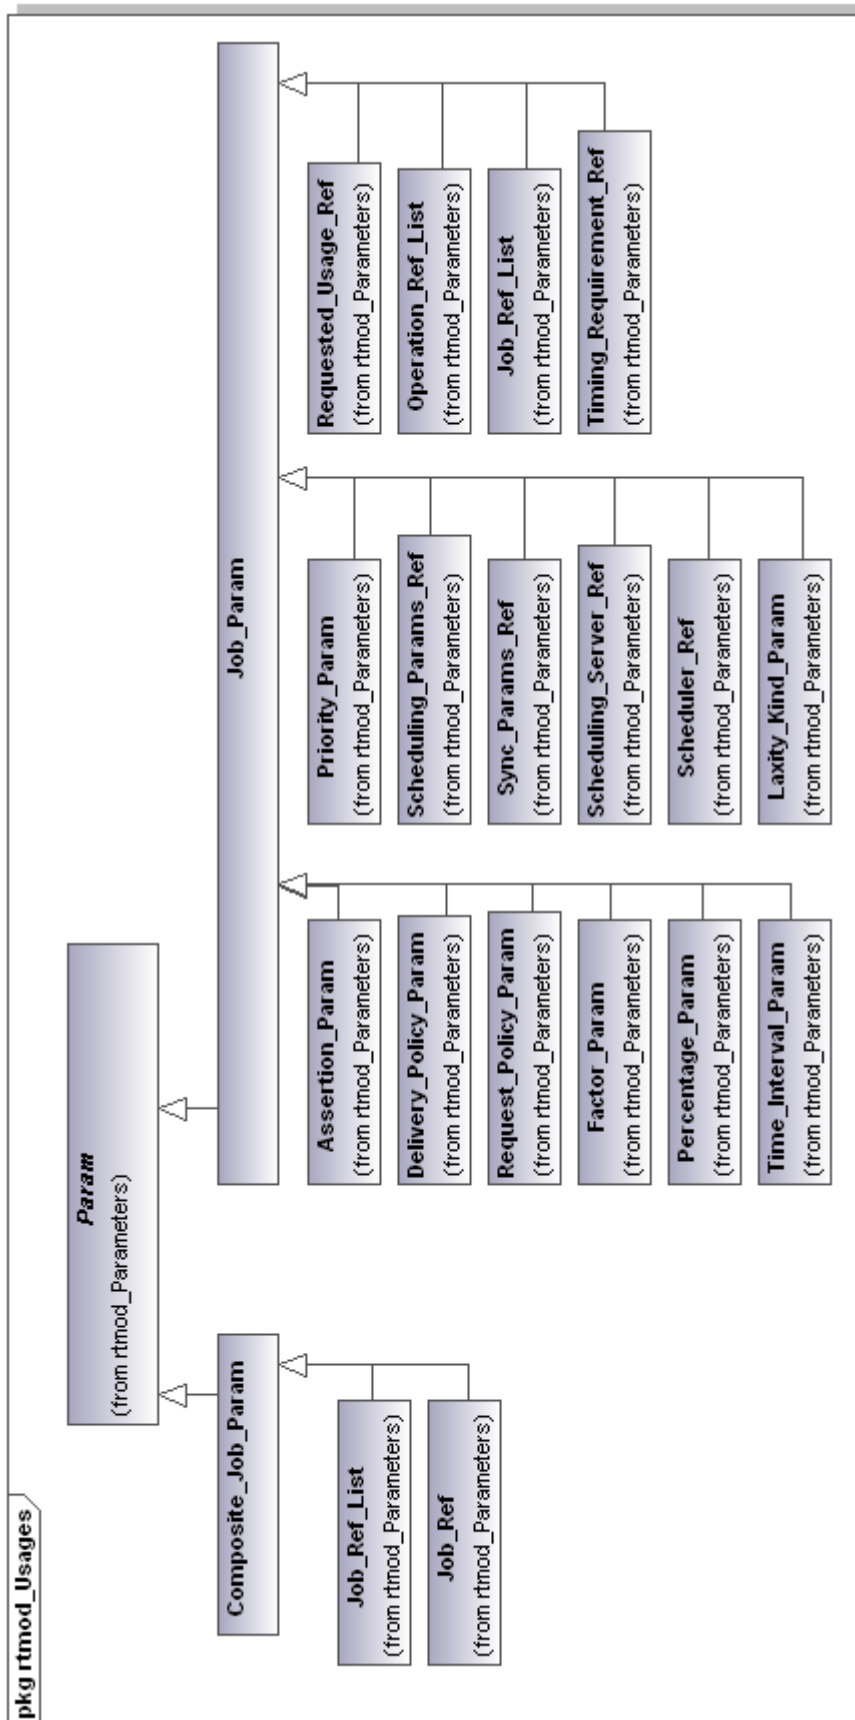 pkg rtmod_Usages
Param
(from rtmod_Parameters)
Composite_Job_Param
Job_Param
Job_Ref_List
(from rtmod_Parameters)
Job_Ref
(from rtmod_Parameters)
Assertion_Param
(from rtmod_Parameters)
Delivery_Policy_Param
(from rtmod_Parameters)
Request_Policy_Param
(from rtmod_Parameters)
Factor_Param
(from rtmod_Parameters)
Percentage_Param
(from rtmod_Parameters)
Time_Interval_Param
(from rtmod_Parameters)
Priority_Param
(from rtmod_Parameters)
Scheduling_Params_Ref
(from rtmod_Parameters)
Sync_Params_Ref
(from rtmod_Parameters)
Scheduling_Server_Ref
(from rtmod_Parameters)
Scheduler_Ref
(from rtmod_Parameters)
Laxity_Kind_Param
(from rtmod_Parameters)
Requested_Usage_Ref
(from rtmod_Parameters)
Operation_Ref_List
(from rtmod_Parameters)
Job_Ref_List
(from rtmod_Parameters)
Timing_Requirement_Ref
(from rtmod_Parameters)